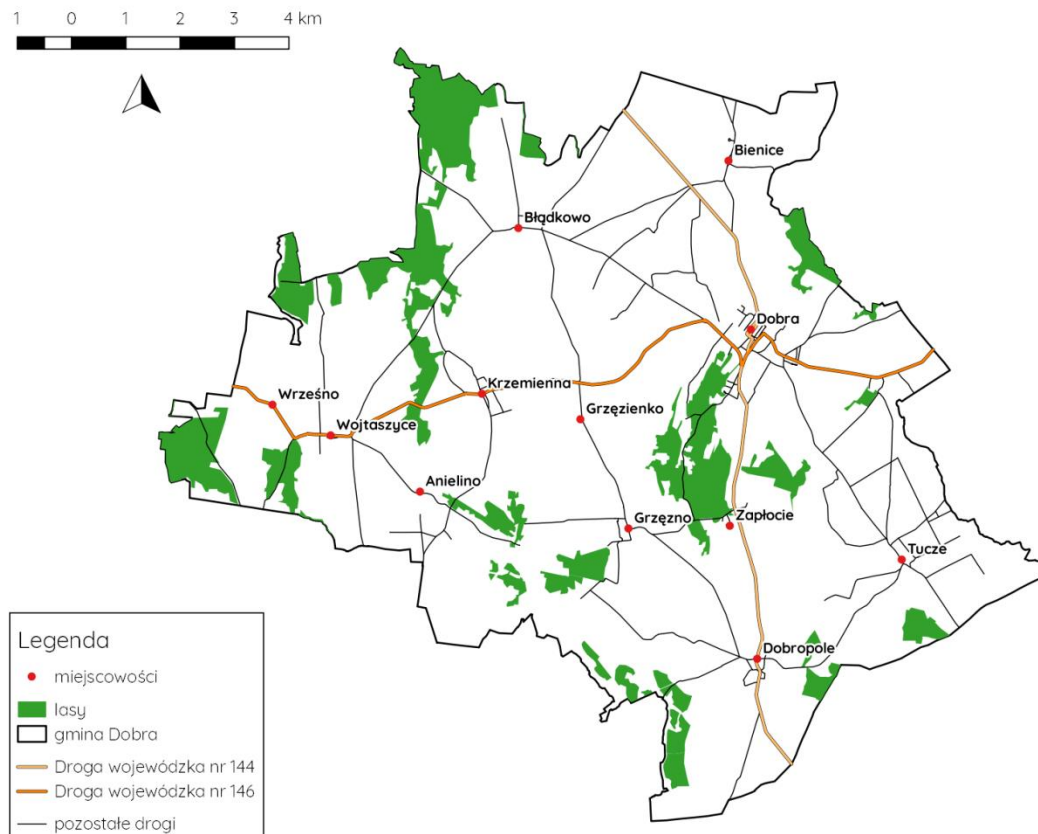 1 0 1 2 3 4 km
Bienice
Błądkowo
Dobra
Krzemienna
Wrześno
Grzęzienko
Wojtaszyce
Anielino
Grzęzno
Zapłocie
Tucze
Dobropole
Legenda
miejscowości
lasy
gmina Dobra
Droga wojewódzka nr 144
Droga wojewódzka nr 146
pozostałe drogi